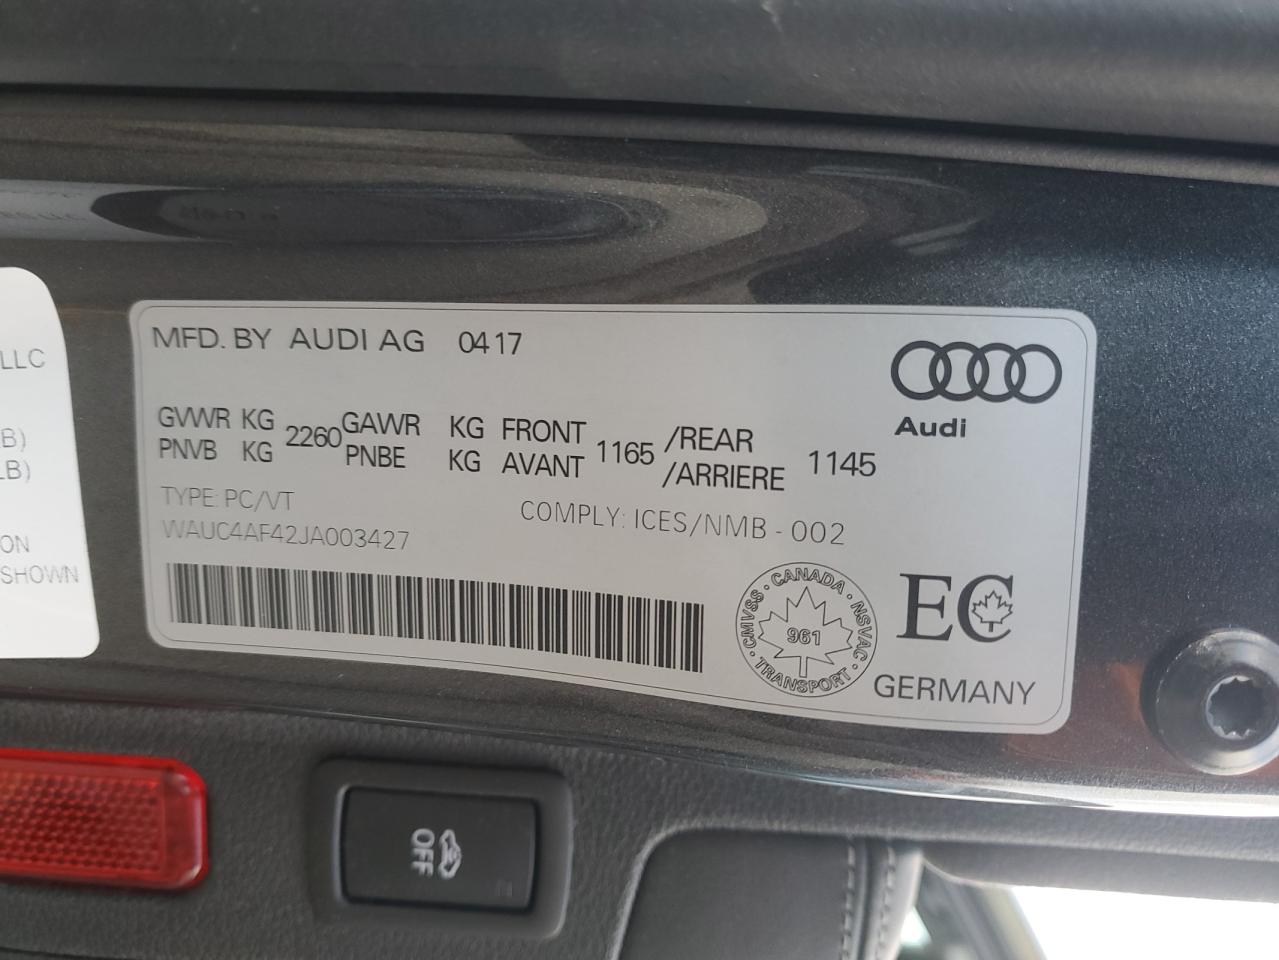 MFD. BY AUDI AG 0417
Audi
GVWR KG 2260 GAWR KG FRONT 1165 /REAR 1145
PNVB KG PNBE KG AVANT /ARRIERE
TYPE: PC/VT
COMPLY: ICES/NMB - 002
WAUC4AF42JA003427
CANADA · NSVAC · TRANSPORT · CMVSS ·
961
EC
GERMANY
LLC
B)
LB)
ON
SHOWN
OFF